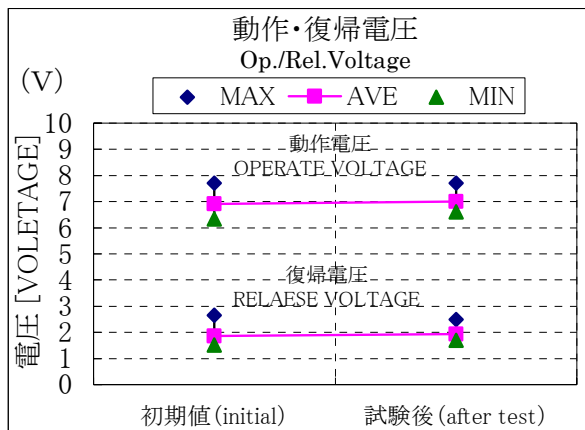 動作・復帰電圧
Op./Rel.Voltage
(V)
MAX AVE MIN
電圧 [VOLETAGE]
10
9
8
7
6
5
4
3
2
1
0
動作電圧
OPERATE VOLTAGE
復帰電圧
RELAESE VOLTAGE
初期値(initial) 試験後(after test)